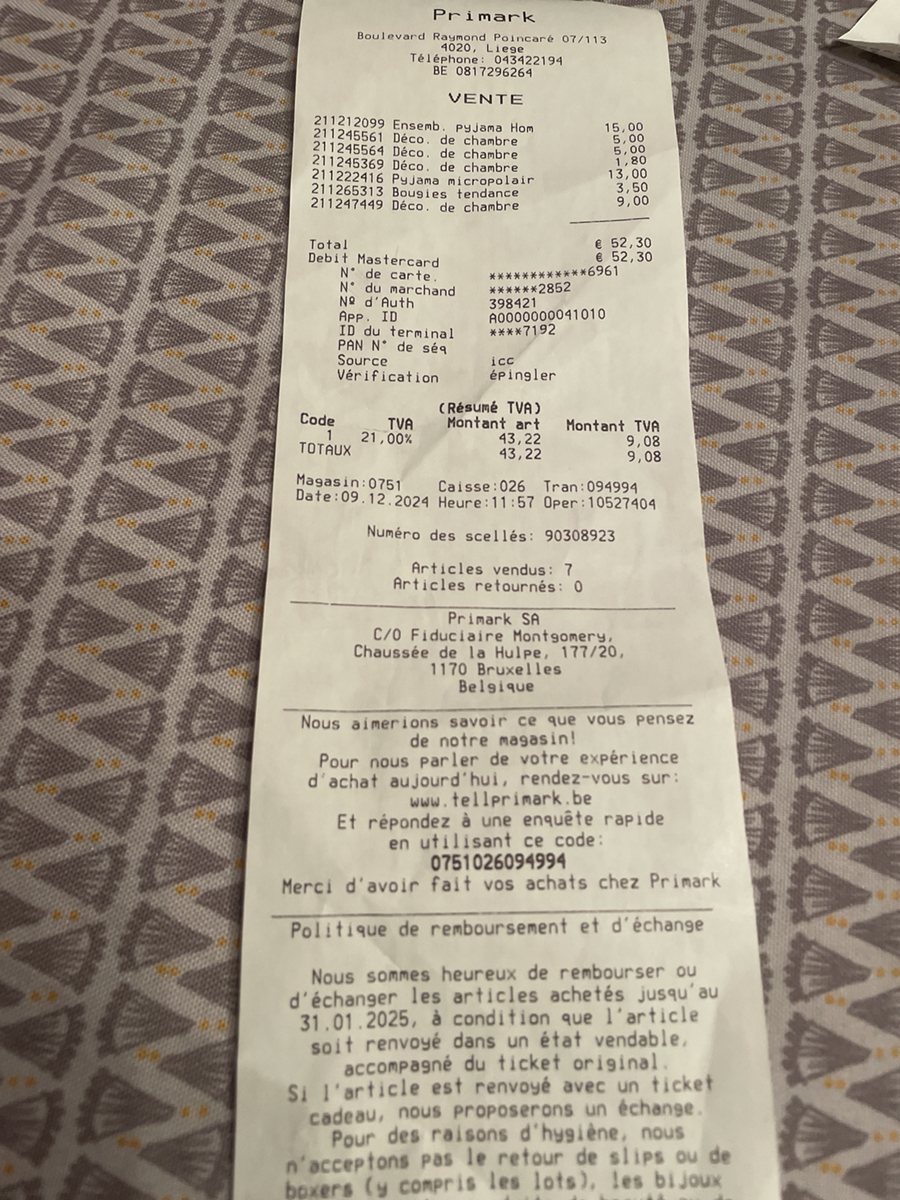 Primark
Boulevard Raymond Poincaré 07/113
4020, Liege
Téléphone: 043422194
BE 0817296264
VENTE
211212099 Ensemb. pyjama Hom 15,00
211245561 Déco. de chambre 5,00
211245564 Déco. de chambre 5,00
211245369 Déco. de chambre 1,80
211222416 Pyjama micropolair 13,00
211265313 Bougies tendance 3,50
211247449 Déco. de chambre 9,00
Total € 52,30
Debit Mastercard € 52,30
N° de carte. ************6961
N° du marchand ******2852
Nº d'Auth 398421
App. ID A0000000041010
ID du terminal ****7192
PAN N° de séq
Source icc
Vérification épingler
(Résumé TVA)
Code TVA Montant art Montant TVA
1 21,00% 43,22 9,08
TOTAUX 43,22 9,08
Magasin:0751 Caisse:026 Tran:094994
Date:09.12.2024 Heure:11:57 Oper:10527404
Numéro des scellés: 90308923
Articles vendus: 7
Articles retournés: 0
Primark SA
C/O Fiduciaire Montgomery,
Chaussée de la Hulpe, 177/20,
1170 Bruxelles
Belgique
Nous aimerions savoir ce que vous pensez
de notre magasin!
Pour nous parler de votre expérience
d'achat aujourd'hui, rendez-vous sur:
www.tellprimark.be
Et répondez à une enquête rapide
en utilisant ce code:
0751026094994
Merci d'avoir fait vos achats chez Primark
Politique de remboursement et d'échange
Nous sommes heureux de rembourser ou
d'échanger les articles achetés jusqu'au
31.01.2025, à condition que l'article
soit renvoyé dans un état vendable,
accompagné du ticket original.
Si l'article est renvoyé avec un ticket
cadeau, nous proposerons un échange.
Pour des raisons d'hygiène, nous
n'acceptons pas le retour de slips ou de
boxers (y compris les lots), les bijoux